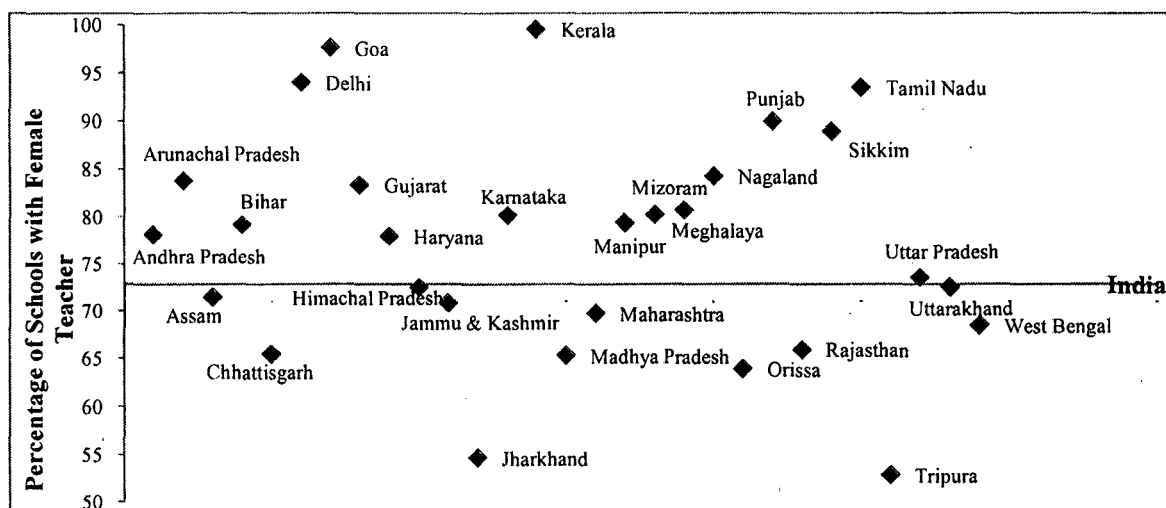 Percentage of Schools with Female
Teacher
100
95
90
85
80
75
70
65
60
55
50
Andhra Pradesh
Arunachal Pradesh
Assam
Bihar
Chhattisgarh
Delhi
Goa
Gujarat
Haryana
Himachal Pradesh
Jammu & Kashmir
Jharkhand
Karnataka
Kerala
Madhya Pradesh
Maharashtra
Manipur
Mizoram
Meghalaya
Nagaland
Orissa
Punjab
Rajasthan
Sikkim
Tamil Nadu
Tripura
Uttar Pradesh
Uttarakhand
West Bengal
India